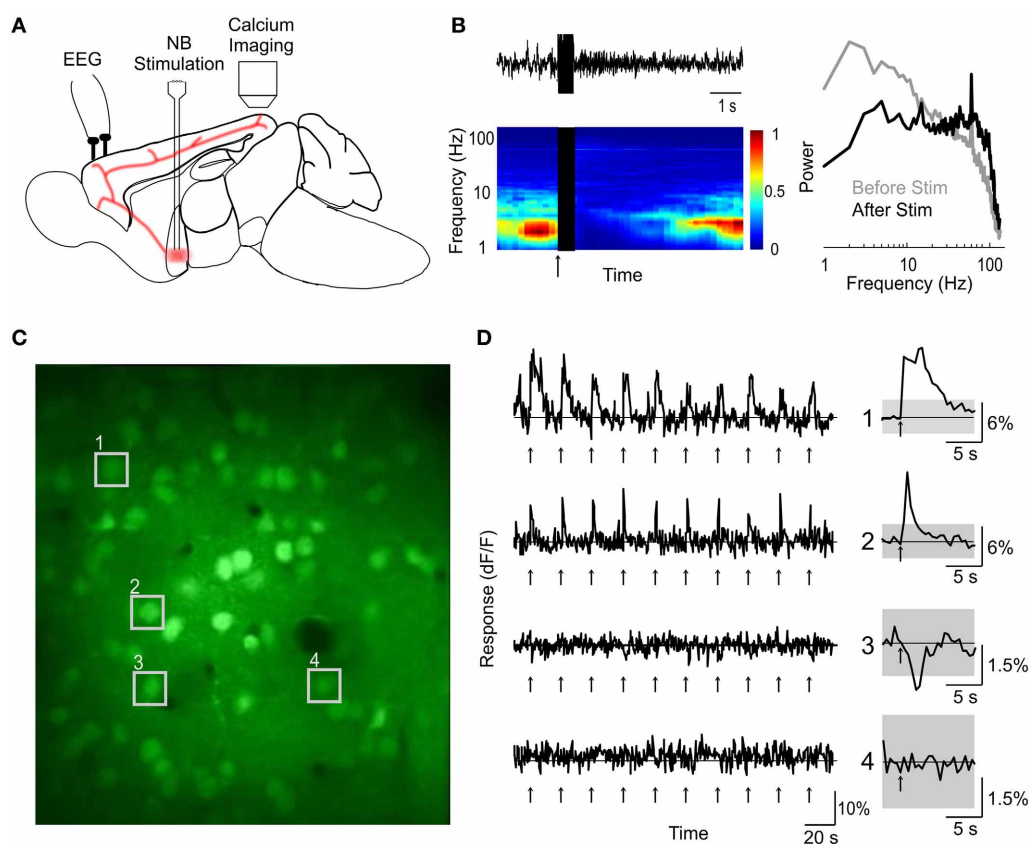 A
EEG
NB
Stimulation
Calcium
Imaging
B
1 s
Frequency (Hz)
100
10
1
1
0.5
0
Time
↑
Power
Before Stim
After Stim
1 10 100
Frequency (Hz)
C
1
2
3
4
D
Response (dF/F)
↑ ↑ ↑ ↑ ↑ ↑ ↑ ↑ ↑ ↑
1
↑
6%
5 s
↑ ↑ ↑ ↑ ↑ ↑ ↑ ↑ ↑ ↑
2
↑
6%
5 s
↑ ↑ ↑ ↑ ↑ ↑ ↑ ↑ ↑ ↑
3
↑
1.5%
5 s
↑ ↑ ↑ ↑ ↑ ↑ ↑ ↑ ↑ ↑
4
↑
1.5%
5 s
10%
20 s
Time